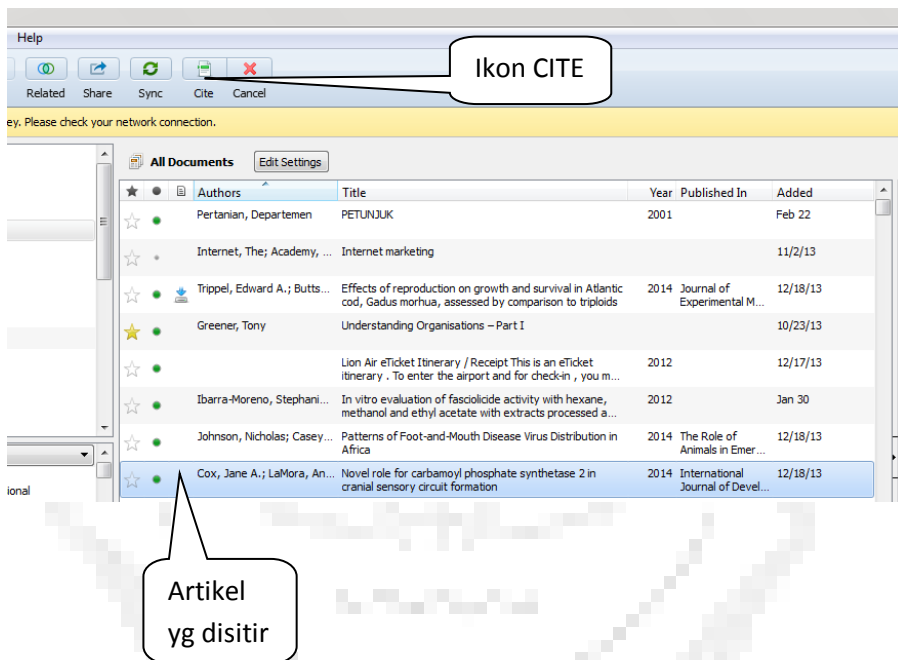 Help
Ikon CITE
Related Share Sync Cite Cancel
ey. Please check your network connection.
All Documents Edit Settings
Authors Title Year Published In Added
Pertanian, Departemen PETUNJUK 2001 Feb 22
Internet, The; Academy, ... Internet marketing 11/2/13
Trippel, Edward A.; Butts... Effects of reproduction on growth and survival in Atlantic 2014 Journal of 12/18/13
cod, Gadus morhua, assessed by comparison to triploids Experimental M...
Greener, Tony Understanding Organisations – Part I 10/23/13
Lion Air eTicket Itinerary / Receipt This is an eTicket 2012 12/17/13
itinerary . To enter the airport and for check-in , you m...
Ibarra-Moreno, Stephani... In vitro evaluation of fasciolicide activity with hexane, 2012 Jan 30
methanol and ethyl acetate with extracts processed a...
Johnson, Nicholas; Casey... Patterns of Foot-and-Mouth Disease Virus Distribution in 2014 The Role of 12/18/13
Africa Animals in Emer...
Cox, Jane A.; LaMora, An... Novel role for carbamoyl phosphate synthetase 2 in 2014 International 12/18/13
ional cranial sensory circuit formation Journal of Devel...
Artikel
yg disitir